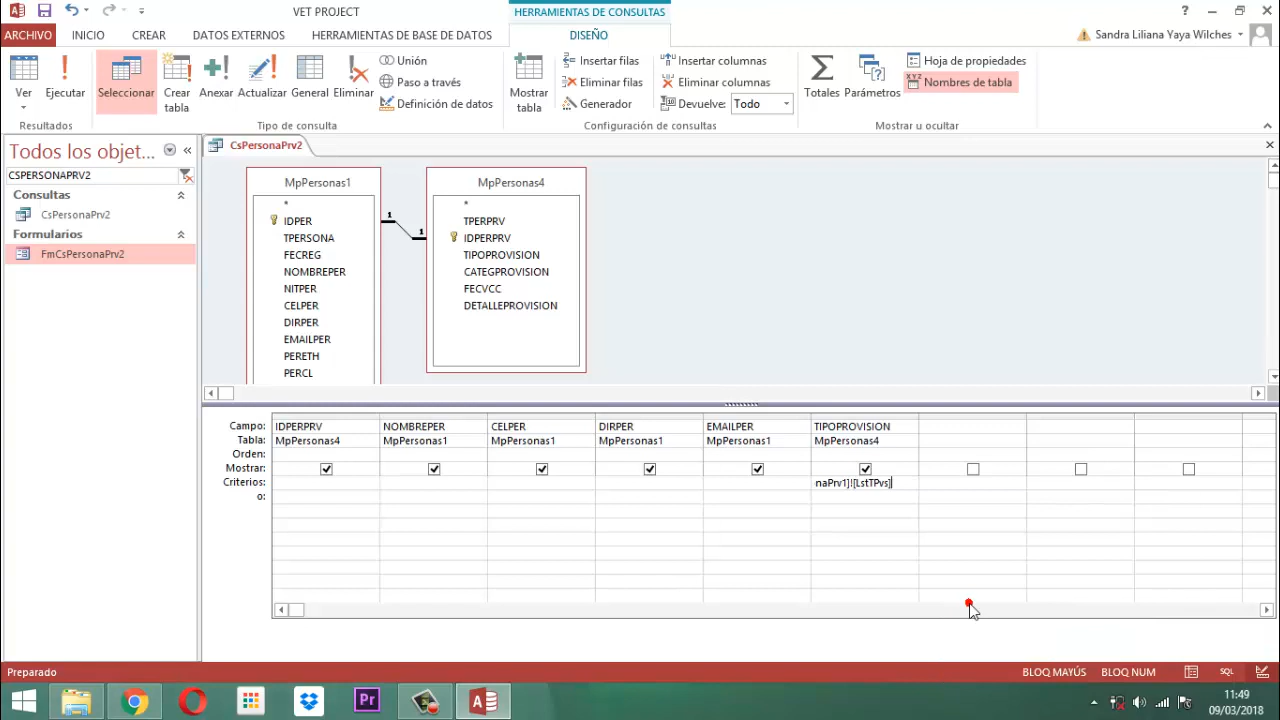 VET PROJECT
HERRAMIENTAS DE CONSULTAS
ARCHIVO INICIO CREAR DATOS EXTERNOS HERRAMIENTAS DE BASE DE DATOS DISEÑO Sandra Liliana Yaya Wilches
Ver
Ejecutar
Resultados
Seleccionar
Crear tabla
Anexar
Actualizar
General
Eliminar
Unión
Paso a través
Definición de datos
Tipo de consulta
Mostrar tabla
Insertar filas
Eliminar filas
Generador
Insertar columnas
Eliminar columnas
Devuelve: Todo
Configuración de consultas
Totales
Parámetros
Hoja de propiedades
Nombres de tabla
Mostrar u ocultar
Todos los objet...
CSPERSONAPRV2
Consultas
CsPersonaPrv2
Formularios
FmCsPersonaPrv2
CsPersonaPrv2
MpPersonas1
*
IDPER
TPERSONA
FECREG
NOMBREPER
NITPER
CELPER
DIRPER
EMAILPER
PERETH
PERCL
1
1
MpPersonas4
*
TPERPRV
IDPERPRV
TIPOPROVISION
CATEGPROVISION
FECVCC
DETALLEPROVISION
Campo: IDPERPRV NOMBREPER CELPER DIRPER EMAILPER TIPOPROVISION
Tabla: MpPersonas4 MpPersonas1 MpPersonas1 MpPersonas1 MpPersonas1 MpPersonas4
Orden:
Mostrar:
Criterios: naPrv1]![LstTPvs]
o:
Preparado
BLOQ MAYÚS BLOQ NUM SQL
Pr
11:49
09/03/2018